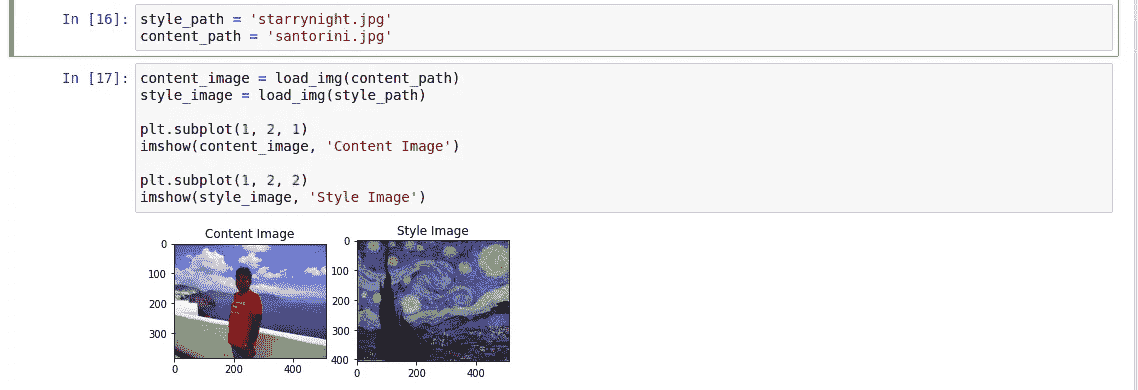 In [16]: style_path = 'starrynight.jpg'
content_path = 'santorini.jpg'
In [17]: content_image = load_img(content_path)
style_image = load_img(style_path)
plt.subplot(1, 2, 1)
imshow(content_image, 'Content Image')
plt.subplot(1, 2, 2)
imshow(style_image, 'Style Image')
Content Image
0
100
200
300
0 200 400
Style Image
0
100
200
300
400
0 200 400